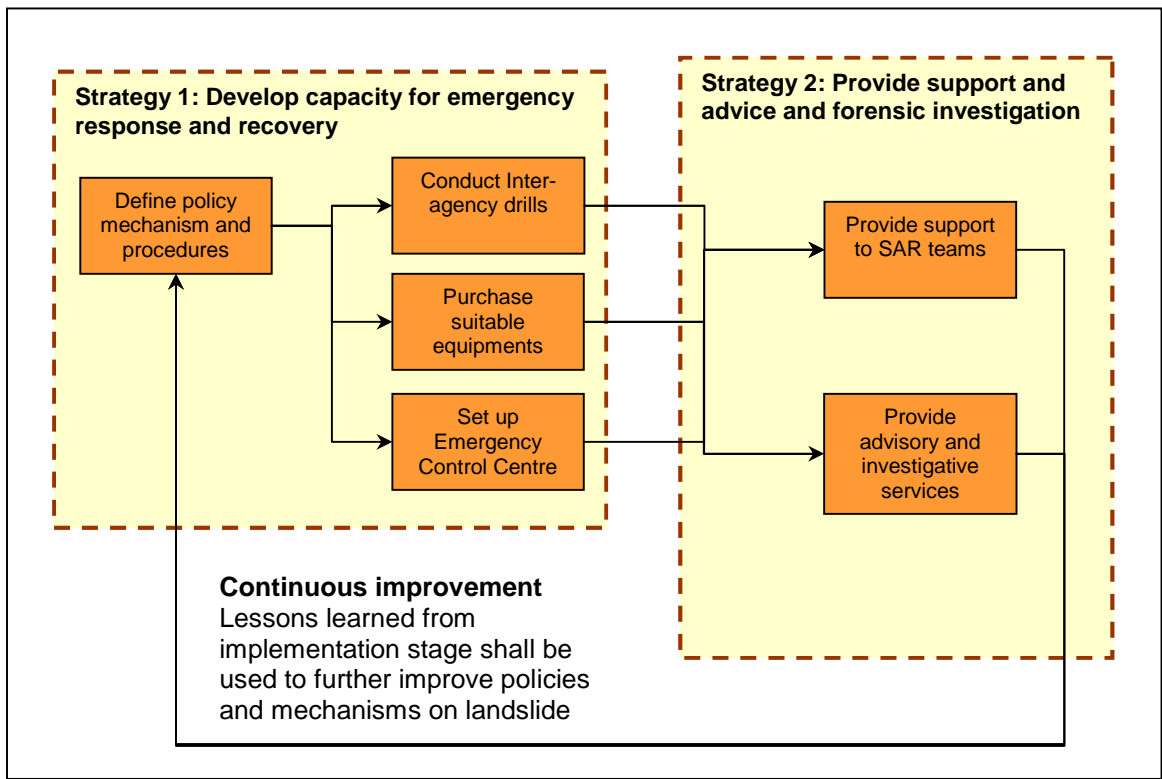 Strategy 1: Develop capacity for emergency
response and recovery
Define policy
mechanism and
procedures
Conduct Inter-
agency drills
Purchase
suitable
equipments
Set up
Emergency
Control Centre
Strategy 2: Provide support and
advice and forensic investigation
Provide support
to SAR teams
Provide
advisory and
investigative
services
Continuous improvement
Lessons learned from
implementation stage shall be
used to further improve policies
and mechanisms on landslide